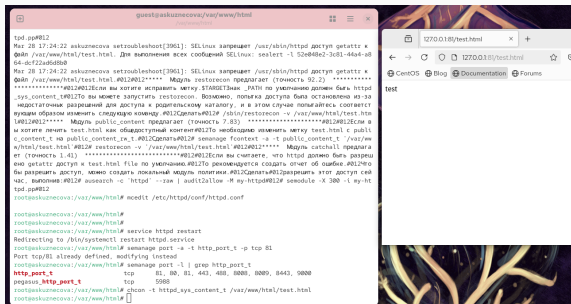 guest@askuznecova:/var/www/html
tpd.pp#012
Mar 28 17:24:22 askuznecova setroubleshoot[3961]: SELinux запрещает /usr/sbin/httpd доступ getattr к
файл /var/www/html/test.html. Для выполнения всех сообщений SELinux: sealert -l 52e048e2-3c81-44a4-a8
64-dcf22ad6d8b0
Mar 28 17:24:22 askuznecova setroubleshoot[3961]: SELinux запрещает /usr/sbin/httpd доступ getattr к
файл /var/www/html/test.html.#012#012***** Модуль restorecon предлагает (точность 92.2) ***********
*************#012#012Если вы хотите исправить метку.$TARGETЗнак _PATH по умолчанию должен быть httpd
_sys_content_t#012То вы можете запустить restorecon. Возможно, попытка доступа была остановлена из-за
недостаточных разрешений для доступа к родительскому каталогу, и в этом случае попытайтесь соответст
вующим образом изменить следующую команду.#012Сделать#012# /sbin/restorecon -v /var/www/html/test.htm
l#012#012***** Модуль public_content предлагает (точность 7.83) *******************#012#012Если в
ы хотите лечить test.html как общедоступный контент#012То необходимо изменить метку test.html с publi
c_content_t на public_content_rw_t.#012Сделать#012# semanage fcontext -a -t public_content_t '/var/ww
w/html/test.html'#012# restorecon -v '/var/www/html/test.html'#012#012***** Модуль catchall предлага
ет (точность 1.41) **************************#012#012Если вы считаете, что httpd должно быть разреш
ено getattr доступ к test.html file по умолчанию.#012То рекомендуется создать отчет об ошибке.#012Что
бы разрешить доступ, можно создать локальный модуль политики.#012Сделать#012разрешить этот доступ сей
час, выполнив:#012# ausearch -c 'httpd' --raw | audit2allow -M my-httpd#012# semodule -X 300 -i my-ht
tpd.pp#012
root@askuznecova:/var/www/html# mcedit /etc/httpd/conf/httpd.conf
root@askuznecova:/var/www/html#
root@askuznecova:/var/www/html#
root@askuznecova:/var/www/html# service httpd restart
Redirecting to /bin/systemctl restart httpd.service
root@askuznecova:/var/www/html# semanage port -a -t http_port_t -p tcp 81
Port tcp/81 already defined, modifying instead
root@askuznecova:/var/www/html# semanage port -l | grep http_port_t
http_port_t tcp 81, 80, 81, 443, 488, 8008, 8009, 8443, 9000
pegasus_http_port_t tcp 5988
root@askuznecova:/var/www/html# chcon -t httpd_sys_content_t /var/www/html/test.html
root@askuznecova:/var/www/html#
127.0.0.1:81/test.html
127.0.0.1:81/test.html
CentOS Blog Documentation Forums
test